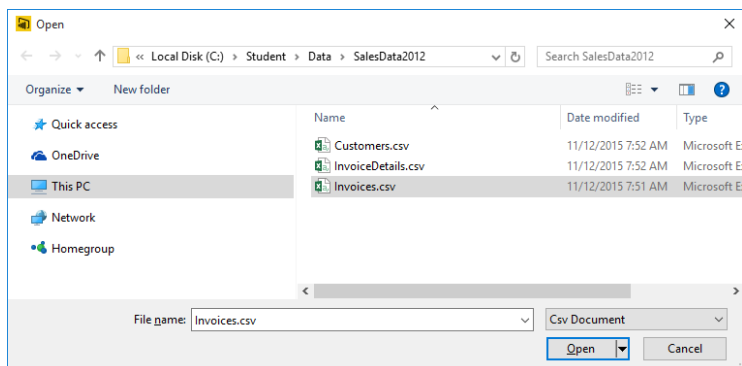 Open
« Local Disk (C:) > Student > Data > SalesData2012
Search SalesData2012
Organize
New folder
Name
Date modified
Type
Quick access
OneDrive
This PC
Network
Homegroup
Customers.csv 11/12/2015 7:52 AM Microsoft E
InvoiceDetails.csv 11/12/2015 7:52 AM Microsoft E
Invoices.csv 11/12/2015 7:51 AM Microsoft E
File name: Invoices.csv
Csv Document
Open
Cancel